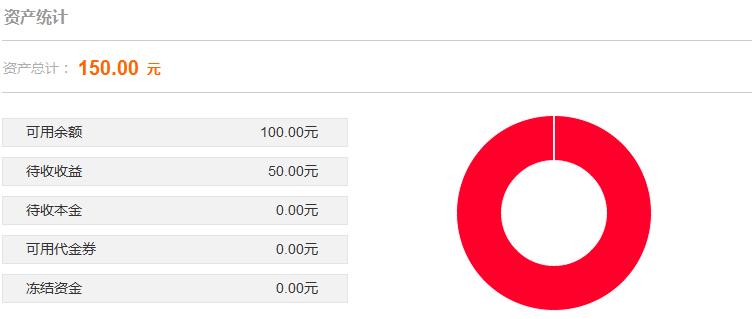 资产统计
资产总计： 150.00 元
可用余额 100.00元
待收收益 50.00元
待收本金 0.00元
可用代金券 0.00元
冻结资金 0.00元